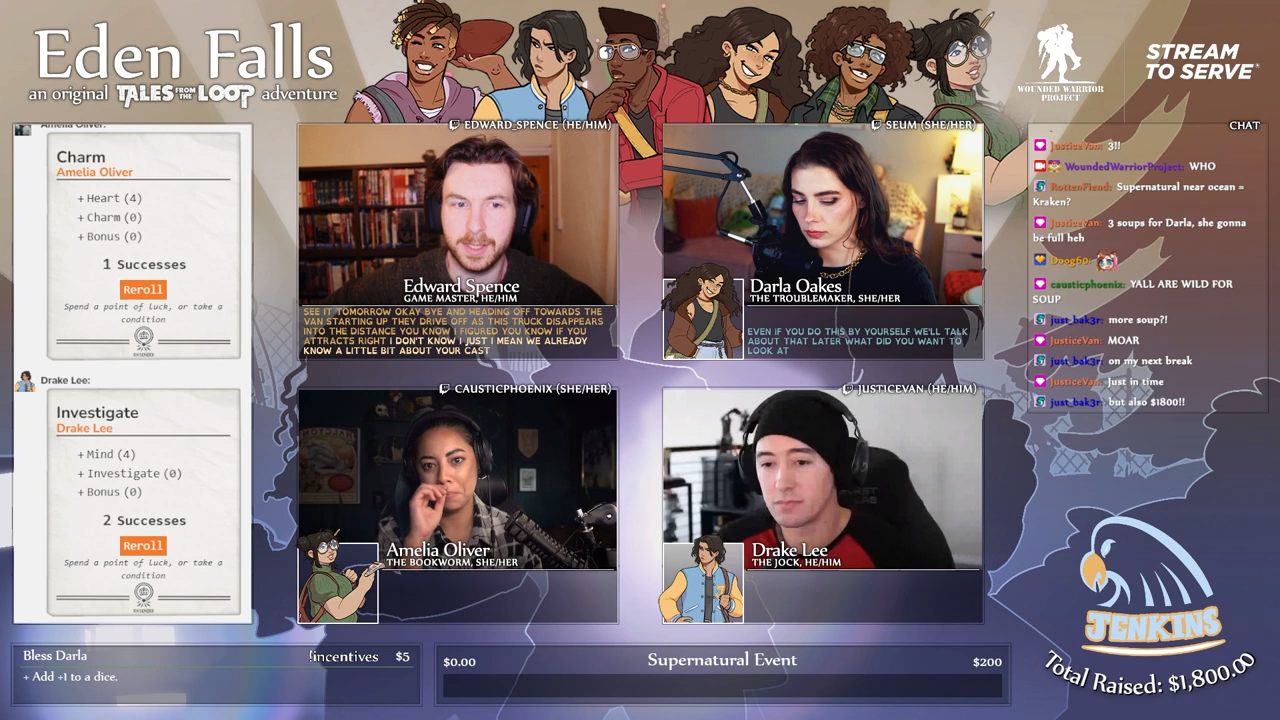 Eden Falls
an original TALES FROM THE LOOP adventure
WOUNDED WARRIOR
PROJECT
STREAM
TO SERVE
Amelia Oliver:
Charm
Amelia Oliver
+ Heart (4)
+ Charm (0)
+ Bonus (0)
1 Successes
Reroll
Spend a point of luck, or take a
condition
Drake Lee:
Investigate
Drake Lee
+ Mind (4)
+ Investigate (0)
+ Bonus (0)
2 Successes
Reroll
Spend a point of luck, or take a
condition
EDWARD_SPENCE (HE/HIM)
Edward Spence
GAME MASTER, HE/HIM
SEE IT TOMORROW OKAY BYE AND HEADING OFF TOWARDS THE
VAN STARTING UP THEY DRIVE OFF AS THIS TRUCK DISAPPEARS
INTO THE DISTANCE YOU KNOW I FIGURED YOU KNOW IF YOU
ATTRACTS RIGHT I DON'T KNOW I JUST I MEAN WE ALREADY
KNOW A LITTLE BIT ABOUT YOUR CAST
SEUM (SHE/HER)
Darla Oakes
THE TROUBLEMAKER, SHE/HER
EVEN IF YOU DO THIS BY YOURSELF WE'LL TALK
ABOUT THAT LATER WHAT DID YOU WANT TO
LOOK AT
CAUSTICPHOENIX (SHE/HER)
Amelia Oliver
THE BOOKWORM, SHE/HER
JUSTICEVAN (HE/HIM)
Drake Lee
THE JOCK, HE/HIM
CHAT
JusticeVan: 3!!
WoundedWarriorProject: WHO
RottenFiend: Supernatural near ocean =
Kraken?
JusticeVan: 3 soups for Darla, she gonna
be full heh
Doog60:
causticphoenix: YALL ARE WILD FOR
SOUP
just_bak3r: more soup?!
JusticeVan: MOAR
just_bak3r: on my next break
JusticeVan: Just in time
just_bak3r: but also $1800!!
JENKINS
Total Raised: $1,800.00
Bless Darla
!incentives $5
+ Add +1 to a dice.
$0.00
Supernatural Event
$200